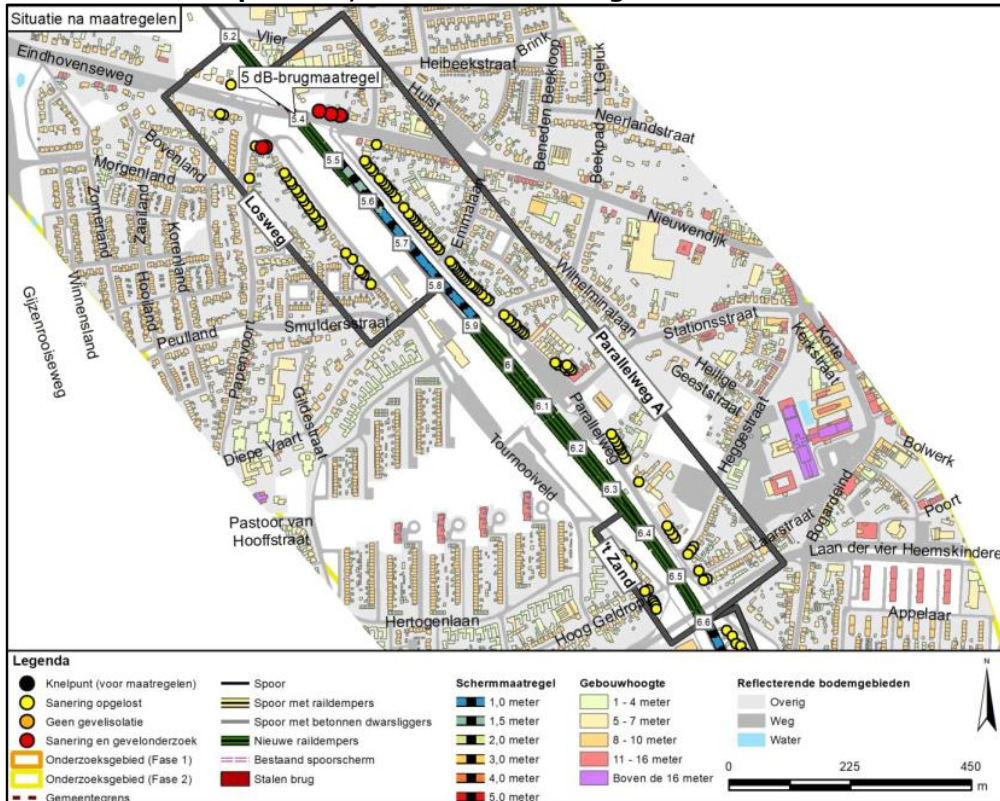 Situatie na maatregelen
5.2
Vlier
Eindhovenseweg
Heibeekstraat
Brink
5 dB-brugmaatregel
Hulst
Beneden Beekloop
Beekpad
't Geluk
Neerlandstraat
5.4
Bovenland
Morgenland
5.5
5.6
Zomerland
Zaailand
Korenland
Losweg
Emmalaan
Nieuwendijk
5.7
Wilhelminalaan
Hooiland
Winnensland
Gijzenrooiseweg
5.8
Smuldersstraat
Stationsstraat
5.9
Peulland
Papenvoort
Parallelweg A
Korte
Kerkstraat
Heilige
Geeststraat
6
Gildestraat
6.1
Parallelweg
Heggestraat
Diepe Vaart
Tournooiveld
6.2
Bolwerk
6.3
Bogardeind
Poort
Pastoor van
Hooffstraat
6.4
Laarstraat
Laan der vier Heemskindere
't Zand
6.5
Appelaar
Hertogenlaan
Hoog Geldrop
6.6
Legenda
Knelpunt (voor maatregelen)
Sanering opgelost
Geen gevelisolatie
Sanering en gevelonderzoek
Onderzoeksgebied (Fase 1)
Onderzoeksgebied (Fase 2)
Gemeentegrens
Spoor
Spoor met raildempers
Spoor met betonnen dwarsliggers
Nieuwe raildempers
Bestaand spoorscherm
Stalen brug
Schermmaatregel
1,0 meter
1,5 meter
2,0 meter
3,0 meter
4,0 meter
5,0 meter
Gebouwhoogte
1 - 4 meter
5 - 7 meter
8 - 10 meter
11 - 16 meter
Boven de 16 meter
Reflecterende bodemgebieden
Overig
Weg
Water
N
0 225 450
m